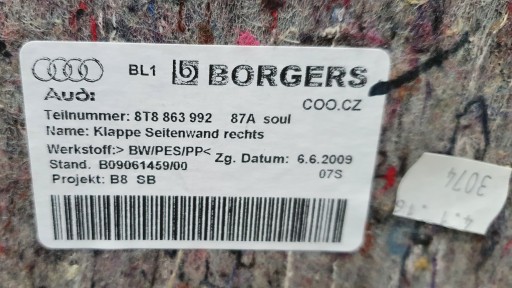 BL1 BORGERS
Audi COO.CZ
Teilnummer: 8T8 863 992 87A soul
Name: Klappe Seitenwand rechts
Werkstoff:> BW/PES/PP< Zg. Datum: 6.6.2009
Stand. B09061459/00 07S
Projekt: B8 SB
3074